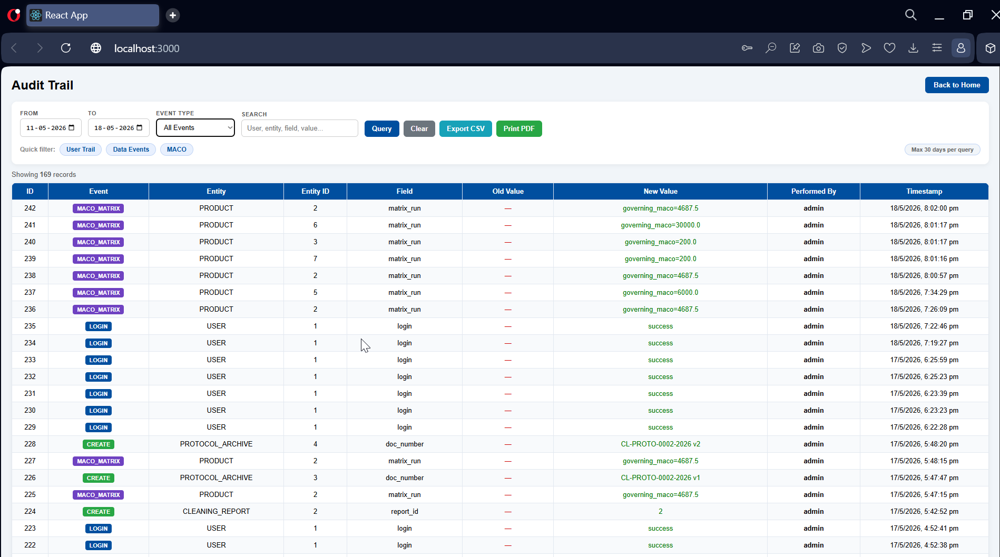 React App
localhost:3000
Audit Trail
Back to Home
FROM TO EVENT TYPE SEARCH
11-05-2026 18-05-2026 All Events User, entity, field, value... Query Clear Export CSV Print PDF
Quick filter: User Trail Data Events MACO Max 30 days per query
Showing 169 records
ID Event Entity Entity ID Field Old Value New Value Performed By Timestamp
242 MACO_MATRIX PRODUCT 2 matrix_run — governing_maco=4687.5 admin 18/5/2026, 8:02:00 pm
241 MACO_MATRIX PRODUCT 6 matrix_run — governing_maco=30000.0 admin 18/5/2026, 8:01:17 pm
240 MACO_MATRIX PRODUCT 3 matrix_run — governing_maco=200.0 admin 18/5/2026, 8:01:17 pm
239 MACO_MATRIX PRODUCT 7 matrix_run — governing_maco=200.0 admin 18/5/2026, 8:01:16 pm
238 MACO_MATRIX PRODUCT 2 matrix_run — governing_maco=4687.5 admin 18/5/2026, 8:00:57 pm
237 MACO_MATRIX PRODUCT 5 matrix_run — governing_maco=6000.0 admin 18/5/2026, 7:34:29 pm
236 MACO_MATRIX PRODUCT 2 matrix_run — governing_maco=4687.5 admin 18/5/2026, 7:26:09 pm
235 LOGIN USER 1 login — success admin 18/5/2026, 7:22:46 pm
234 LOGIN USER 1 login — success admin 18/5/2026, 7:19:27 pm
233 LOGIN USER 1 login — success admin 17/5/2026, 6:25:59 pm
232 LOGIN USER 1 login — success admin 17/5/2026, 6:25:23 pm
231 LOGIN USER 1 login — success admin 17/5/2026, 6:23:39 pm
230 LOGIN USER 1 login — success admin 17/5/2026, 6:23:23 pm
229 LOGIN USER 1 login — success admin 17/5/2026, 6:22:28 pm
228 CREATE PROTOCOL_ARCHIVE 4 doc_number — CL-PROTO-0002-2026 v2 admin 17/5/2026, 5:48:20 pm
227 MACO_MATRIX PRODUCT 2 matrix_run — governing_maco=4687.5 admin 17/5/2026, 5:48:15 pm
226 CREATE PROTOCOL_ARCHIVE 3 doc_number — CL-PROTO-0002-2026 v1 admin 17/5/2026, 5:47:47 pm
225 MACO_MATRIX PRODUCT 2 matrix_run — governing_maco=4687.5 admin 17/5/2026, 5:47:15 pm
224 CREATE CLEANING_REPORT 2 report_id — 2 admin 17/5/2026, 5:42:52 pm
223 LOGIN USER 1 login — success admin 17/5/2026, 4:52:41 pm
222 LOGIN USER 1 login — success admin 17/5/2026, 4:52:38 pm